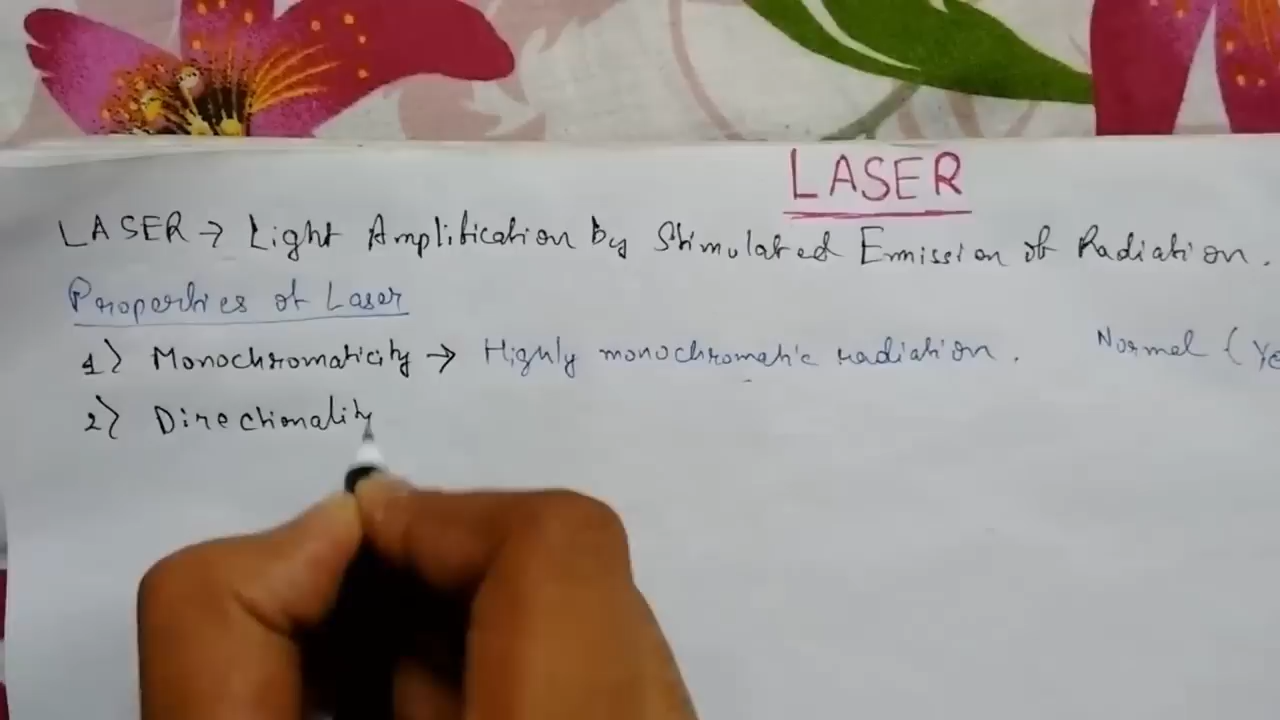 LASER
LASER → Light Amplification by Stimulated Emission of Radiation.
Properties of Laser
1) Monochromaticity → Highly monochromatic radiation. Normal (Ye
2) Directionality